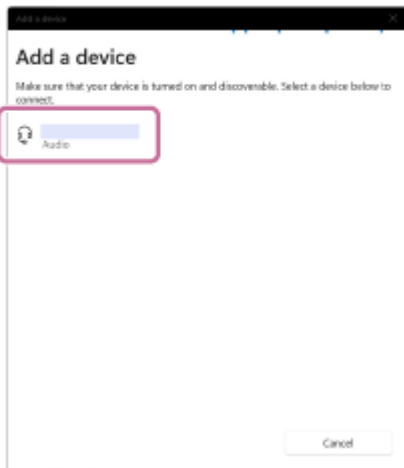 Add a device
Add a device
Make sure that your device is turned on and discoverable. Select a device below to
connect.
Audio
Cancel